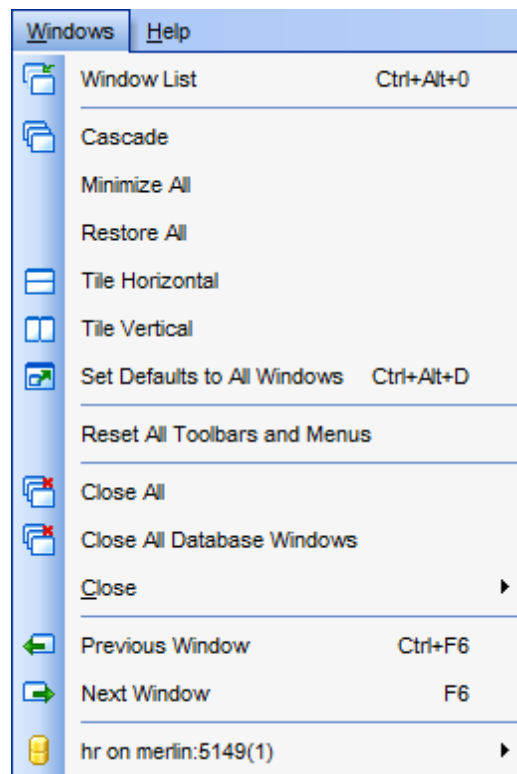 Windows Help
Window List Ctrl+Alt+0
Cascade
Minimize All
Restore All
Tile Horizontal
Tile Vertical
Set Defaults to All Windows Ctrl+Alt+D
Reset All Toolbars and Menus
Close All
Close All Database Windows
Close
Previous Window Ctrl+F6
Next Window F6
hr on merlin:5149(1)